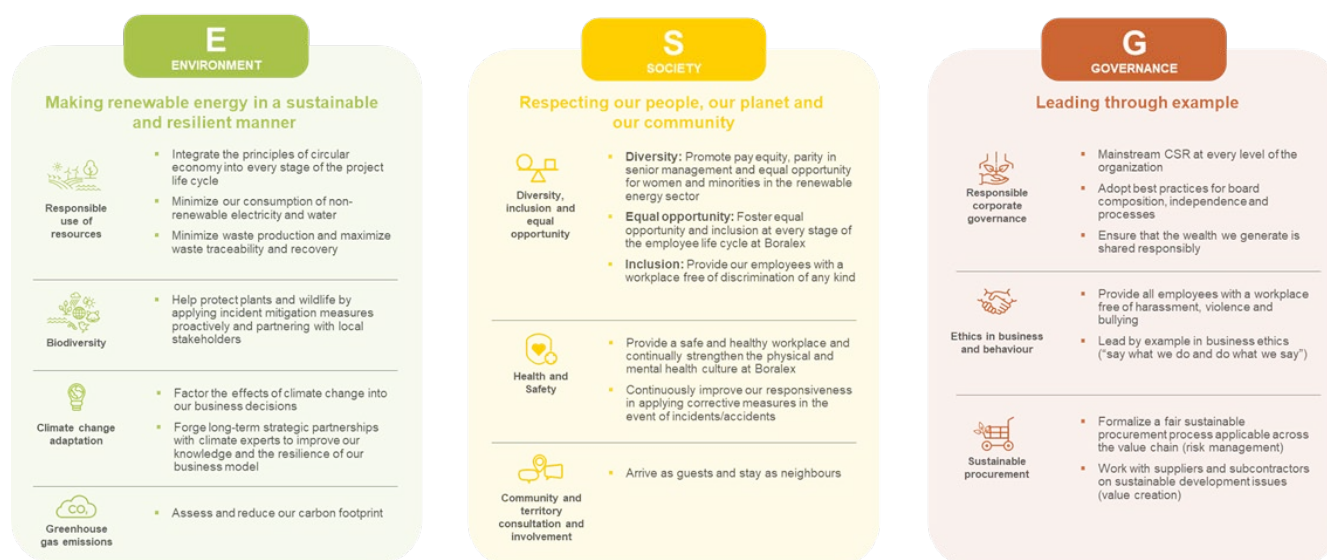 E
ENVIRONMENT
Making renewable energy in a sustainable
and resilient manner
Responsible
use of
resources
▪ Integrate the principles of circular
economy into every stage of the project
life cycle
▪ Minimize our consumption of non-
renewable electricity and water
▪ Minimize waste production and maximize
waste traceability and recovery
Biodiversity
▪ Help protect plants and wildlife by
applying incident mitigation measures
proactively and partnering with local
stakeholders
Climate change
adaptation
▪ Factor the effects of climate change into
our business decisions
▪ Forge long-term strategic partnerships
with climate experts to improve our
knowledge and the resilience of our
business model
CO₂
Greenhouse
gas emissions
▪ Assess and reduce our carbon footprint
S
SOCIETY
Respecting our people, our planet and
our community
Diversity,
inclusion and
equal
opportunity
▪ Diversity: Promote pay equity, parity in
senior management and equal opportunity
for women and minorities in the renewable
energy sector
▪ Equal opportunity: Foster equal
opportunity and inclusion at every stage of
the employee life cycle at Boralex
▪ Inclusion: Provide our employees with a
workplace free of discrimination of any kind
Health and
Safety
▪ Provide a safe and healthy workplace and
continually strengthen the physical and
mental health culture at Boralex
▪ Continuously improve our responsiveness
in applying corrective measures in the
event of incidents/accidents
Community and
territory
consultation and
involvement
▪ Arrive as guests and stay as neighbours
G
GOVERNANCE
Leading through example
Responsible
corporate
governance
▪ Mainstream CSR at every level of the
organization
▪ Adopt best practices for board
composition, independence and
processes
▪ Ensure that the wealth we generate is
shared responsibly
Ethics in business
and behaviour
▪ Provide all employees with a workplace
free of harassment, violence and
bullying
▪ Lead by example in business ethics
(“say what we do and do what we say”)
Sustainable
procurement
▪ Formalize a fair sustainable
procurement process applicable across
the value chain (risk management)
▪ Work with suppliers and subcontractors
on sustainable development issues
(value creation)